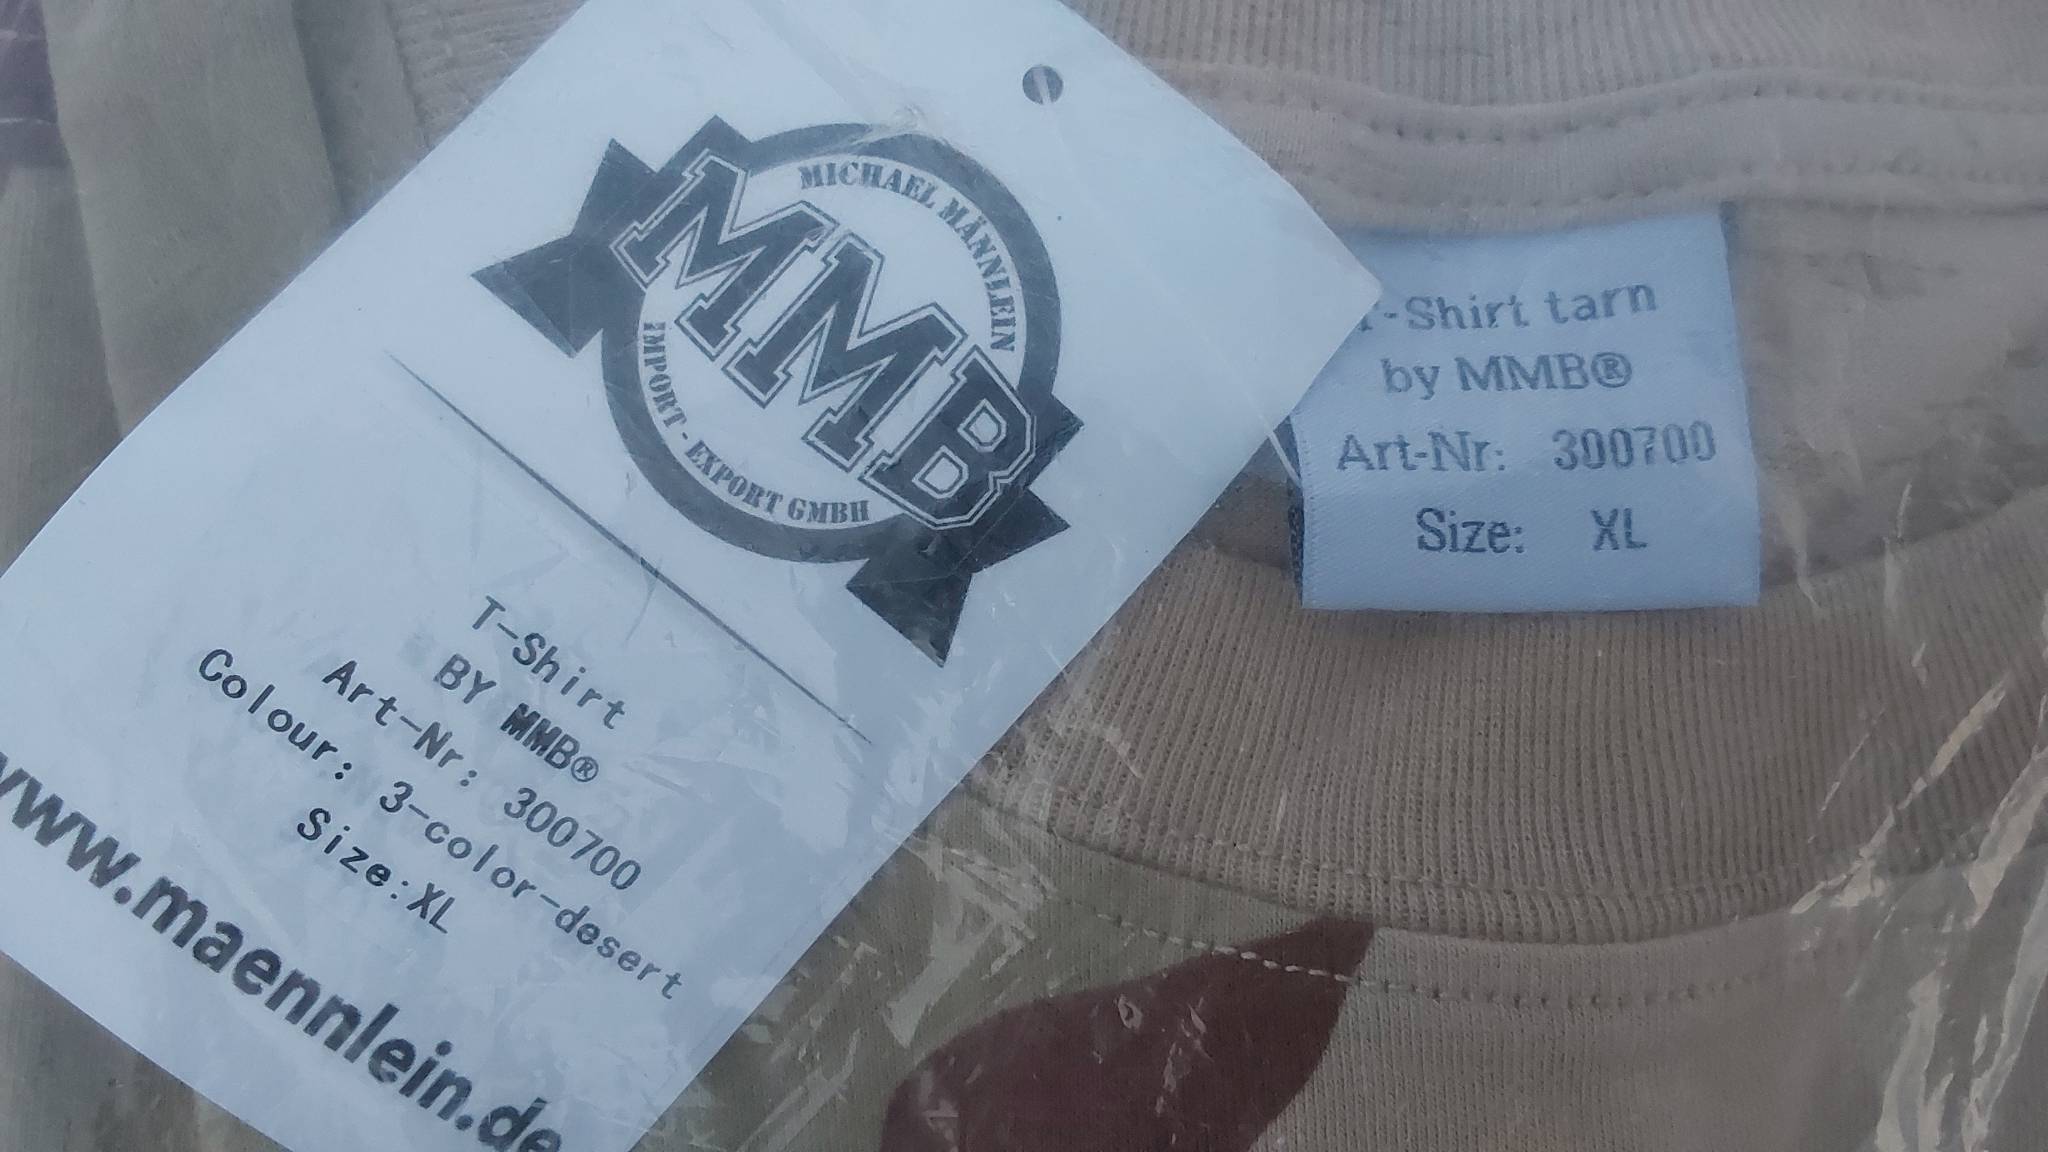 MICHAEL MÄNNLEIN
MMB
IMPORT - EXPORT GMBH
T-Shirt
BY MMB®
Art-Nr: 300700
Colour: 3-color-desert
Size:XL
www.maennlein.de
T-Shirt tarn
by MMB®
Art-Nr: 300700
Size: XL